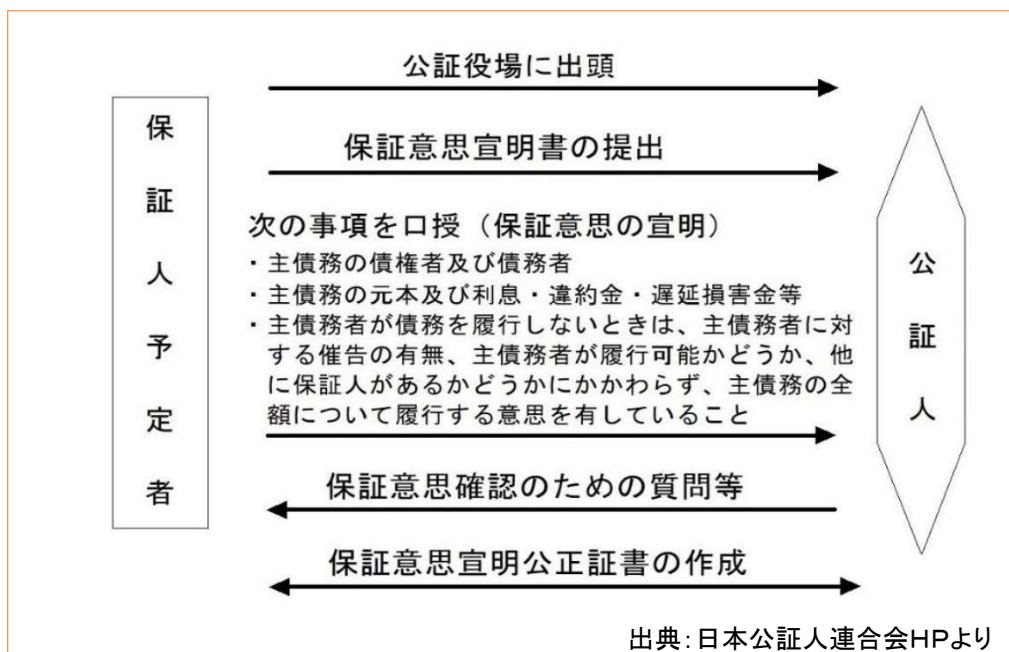 公証役場に出頭
保証人予定者
保証意思宣明書の提出
次の事項を口授（保証意思の宣明）
・主債務の債権者及び債務者
・主債務の元本及び利息・違約金・遅延損害金等
・主債務者が債務を履行しないときは、主債務者に対
する催告の有無、主債務者が履行可能かどうか、他
に保証人があるかどうかにかかわらず、主債務の全
額について履行する意思を有していること
公証人
保証意思確認のための質問等
保証意思宣明公正証書の作成
出典：日本公証人連合会HPより